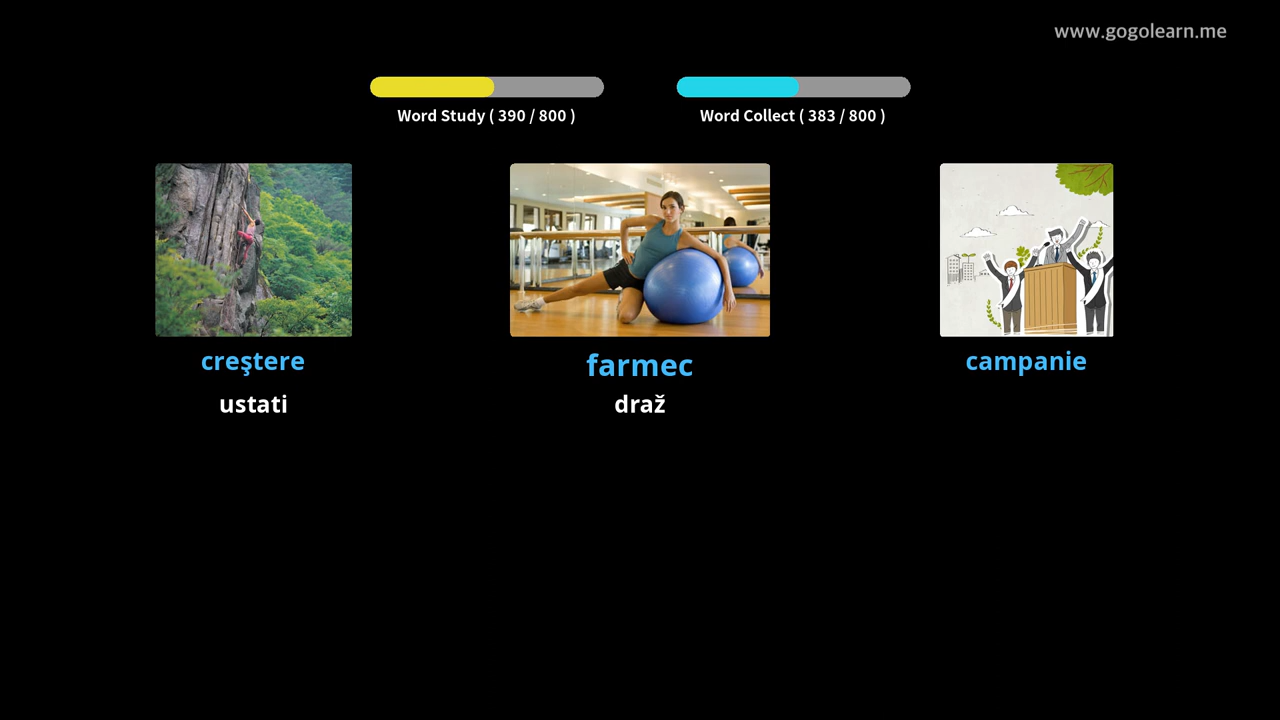 www.gogolearn.me
Word Study ( 390 / 800 )
Word Collect ( 383 / 800 )
creştere
farmec
campanie
ustati
draž